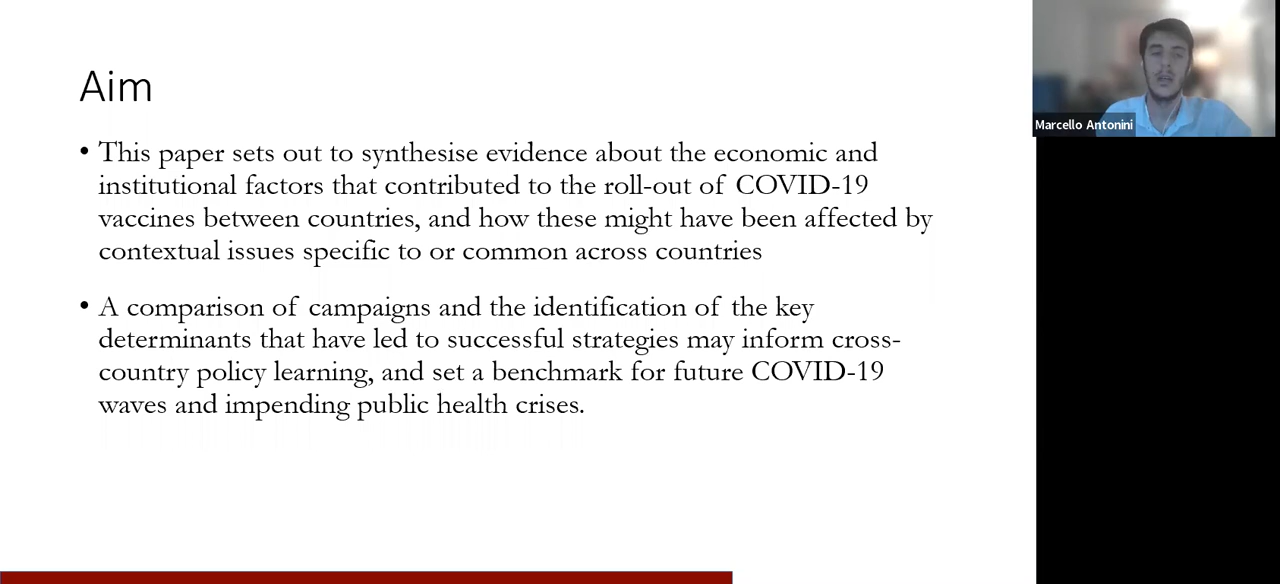 Aim
• This paper sets out to synthesise evidence about the economic and
institutional factors that contributed to the roll-out of COVID-19
vaccines between countries, and how these might have been affected by
contextual issues specific to or common across countries
• A comparison of campaigns and the identification of the key
determinants that have led to successful strategies may inform cross-
country policy learning, and set a benchmark for future COVID-19
waves and impending public health crises.
Marcello Antonini